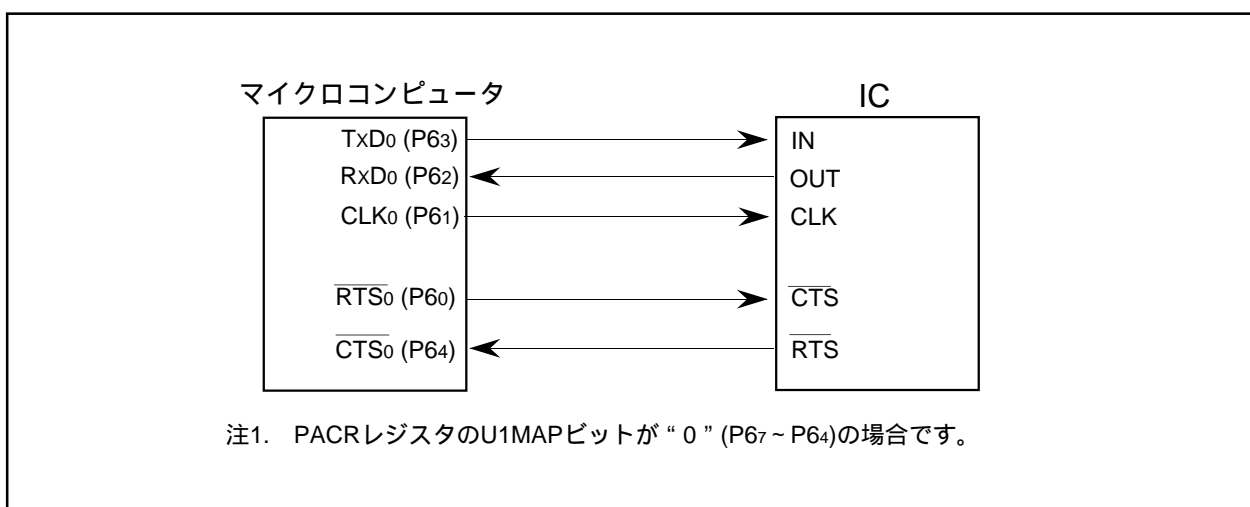 マイクロコンピュータ IC
TxD0 (P63) IN
RxD0 (P62) OUT
CLK0 (P61) CLK
RTS0 (P60) CTS
CTS0 (P64) RTS
注1. PACRレジスタのU1MAPビットが“0”(P67~P64)の場合です。